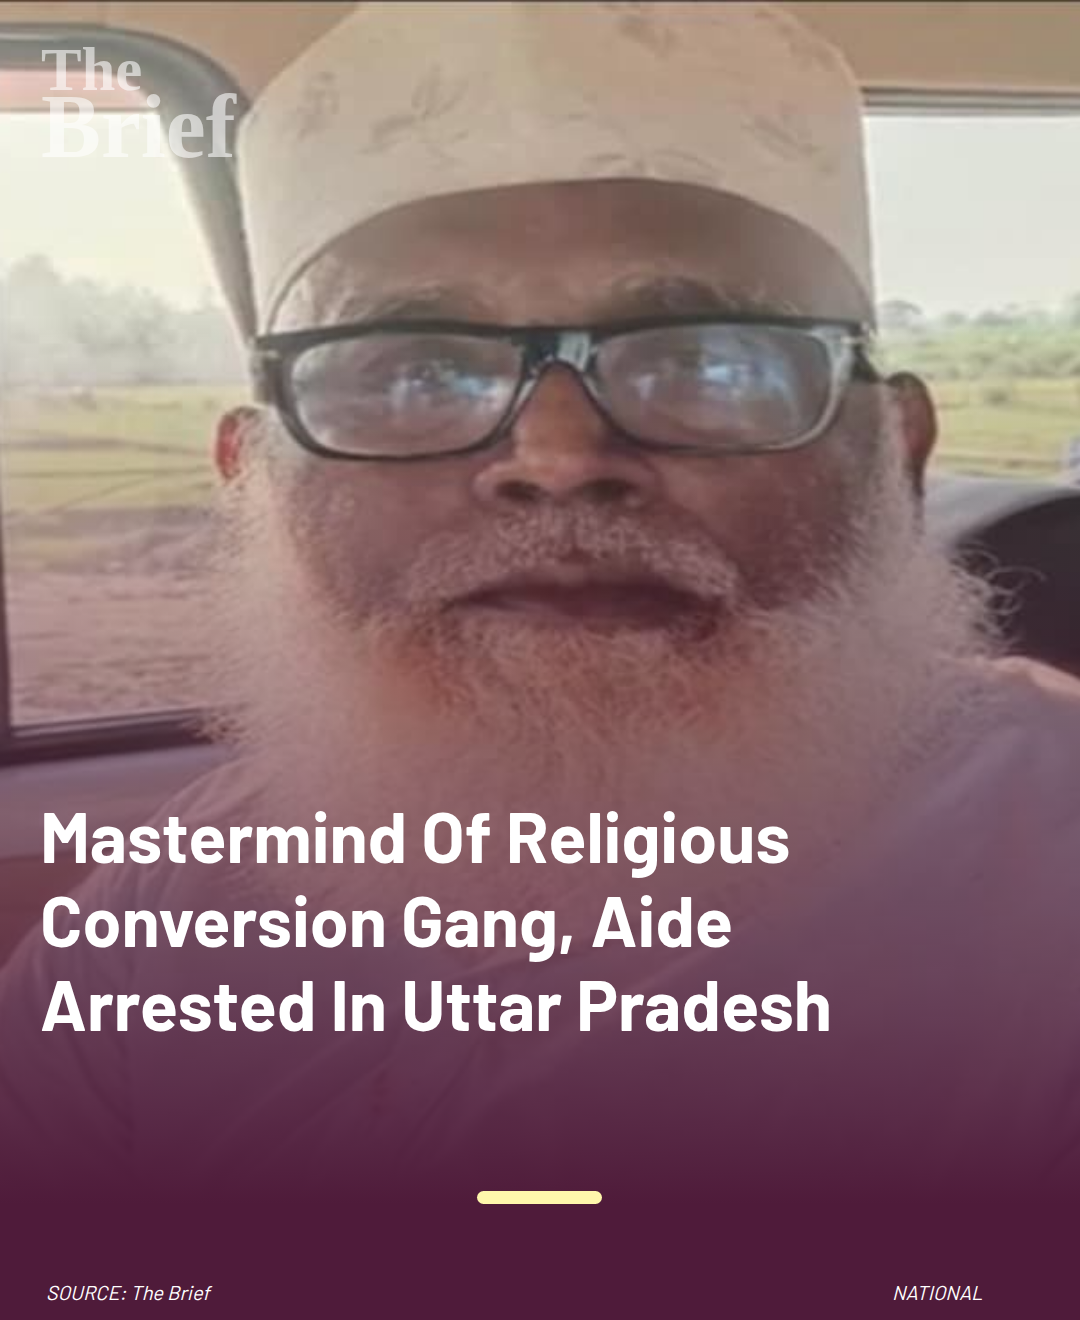 The
Brief
Mastermind Of Religious
Conversion Gang, Aide
Arrested In Uttar Pradesh
SOURCE: The Brief
NATIONAL